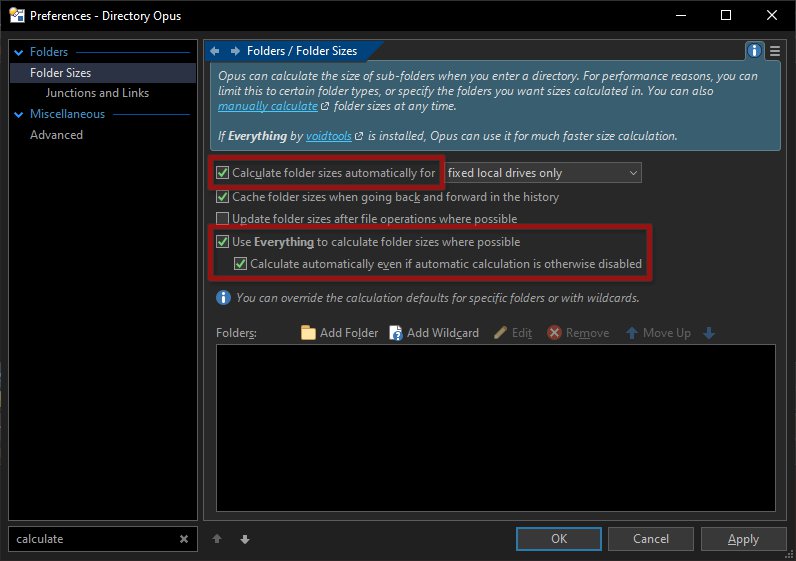 Preferences - Directory Opus
Folders
Folder Sizes
Junctions and Links
Miscellaneous
Advanced
calculate
Folders / Folder Sizes
Opus can calculate the size of sub-folders when you enter a directory. For performance reasons, you can
limit this to certain folder types, or specify the folders you want sizes calculated in. You can also
manually calculate folder sizes at any time.
If Everything by voidtools is installed, Opus can use it for much faster size calculation.
Calculate folder sizes automatically for fixed local drives only
Cache folder sizes when going back and forward in the history
Update folder sizes after file operations where possible
Use Everything to calculate folder sizes where possible
Calculate automatically even if automatic calculation is otherwise disabled
You can override the calculation defaults for specific folders or with wildcards.
Folders: Add Folder Add Wildcard Edit Remove Move Up
OK Cancel Apply